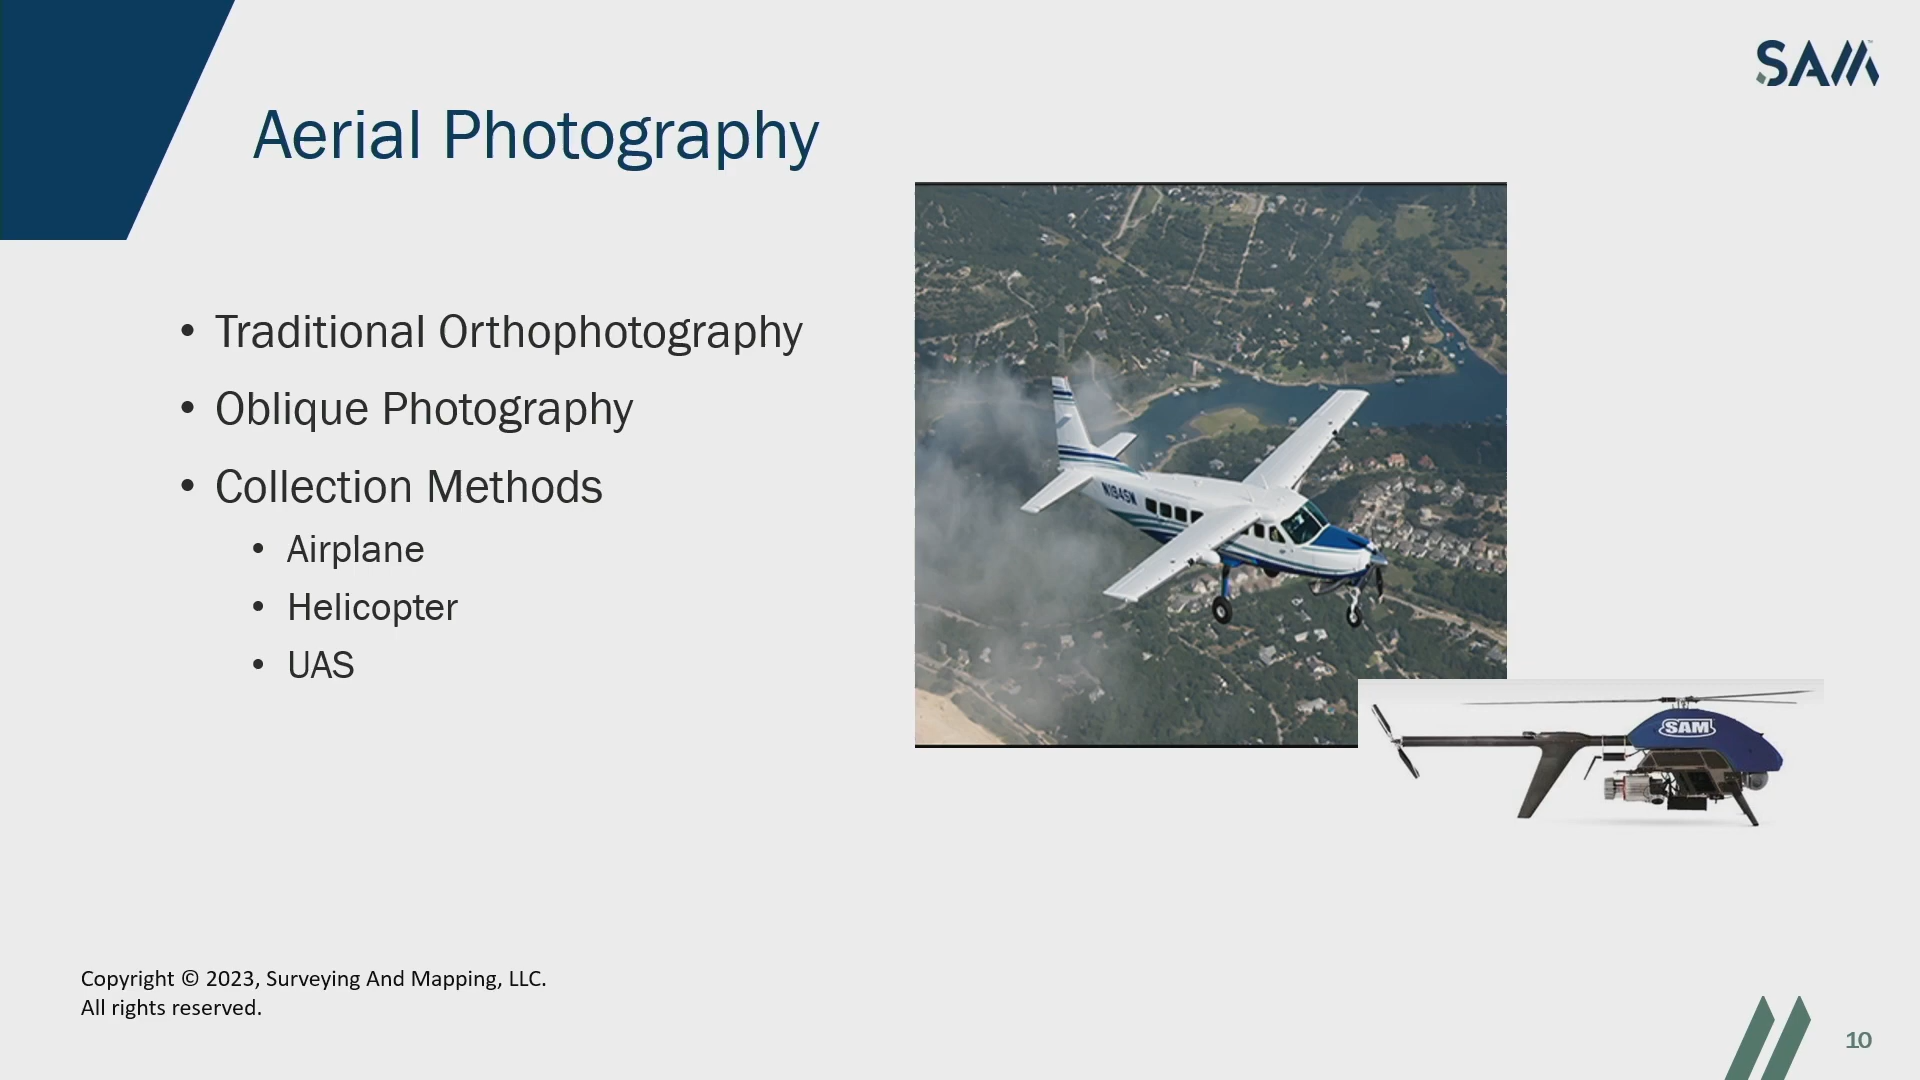 SAM
Aerial Photography
• Traditional Orthophotography
• Oblique Photography
• Collection Methods
• Airplane
• Helicopter
• UAS
N194SM
SAM
Copyright © 2023, Surveying And Mapping, LLC.
All rights reserved.
10